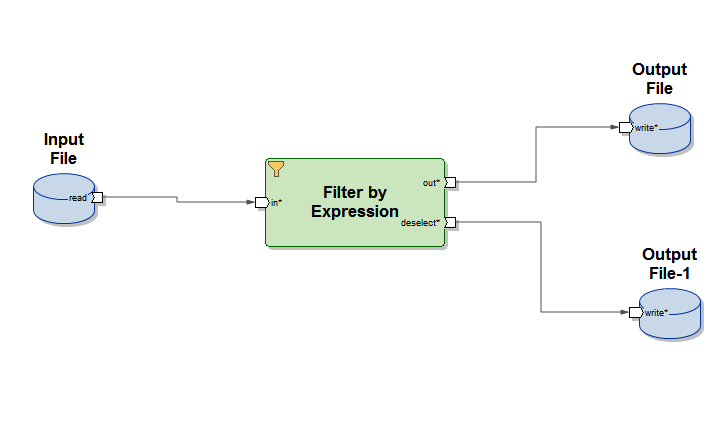 Input
File
read
in*
Filter by
Expression
out*
deselect*
Output
File
write*
Output
File-1
write*